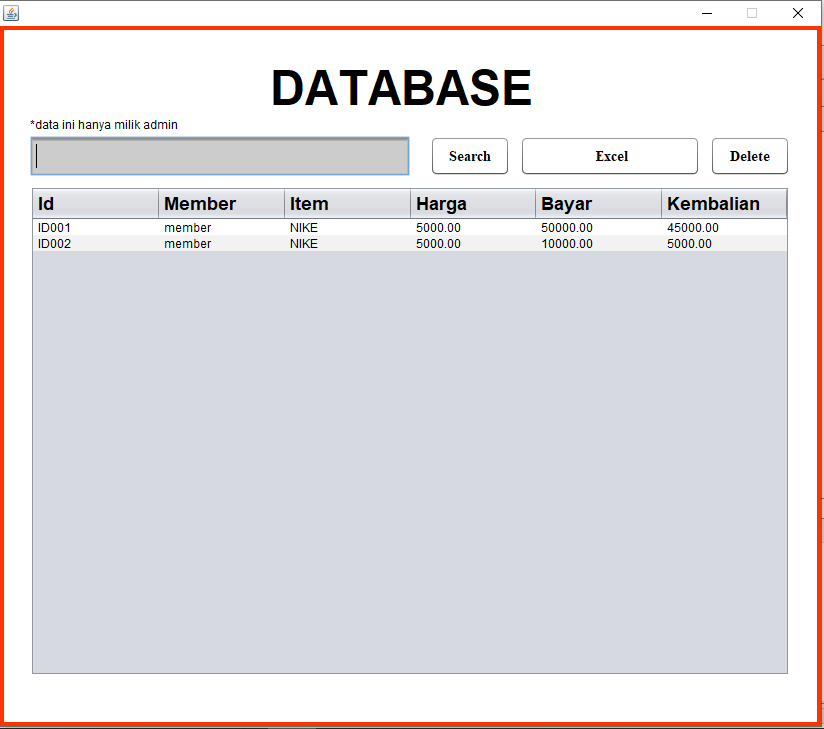 DATABASE
*data ini hanya milik admin
Search Excel Delete
Id Member Item Harga Bayar Kembalian
ID001 member NIKE 5000.00 50000.00 45000.00
ID002 member NIKE 5000.00 10000.00 5000.00